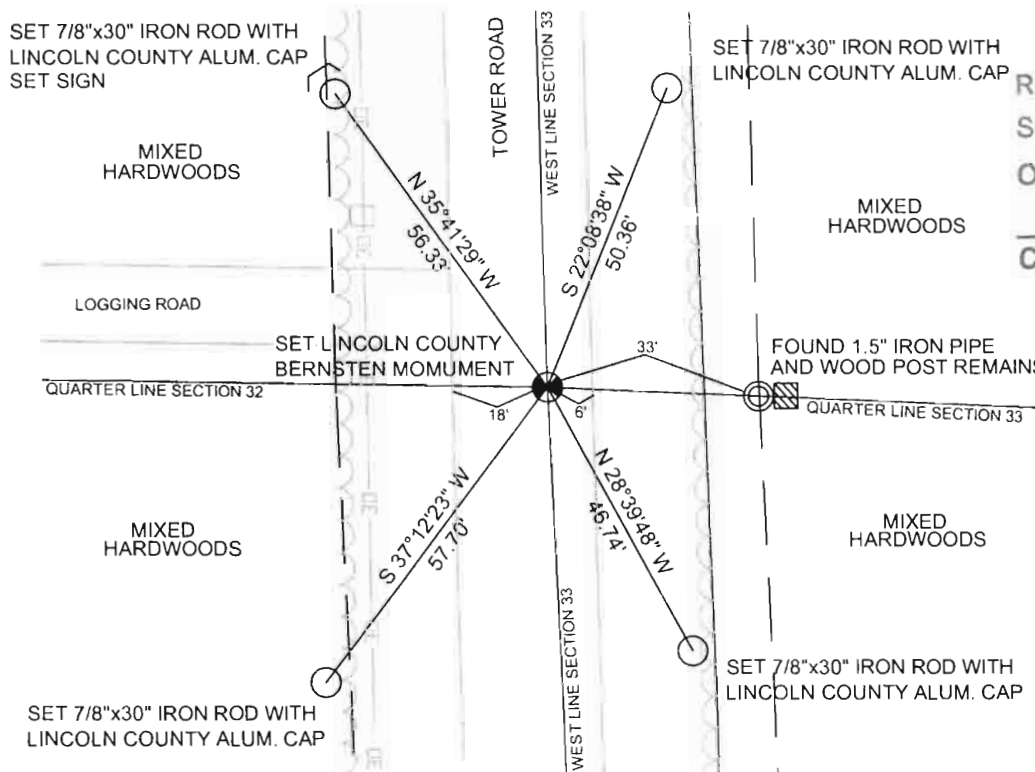 SET 7/8"x30" IRON ROD WITH
LINCOLN COUNTY ALUM. CAP
SET SIGN
TOWER ROAD
WEST LINE SECTION 33
SET 7/8"x30" IRON ROD WITH
LINCOLN COUNTY ALUM. CAP
R
S
O
C
MIXED
HARDWOODS
N 35°41'29" W
56.33'
S 22°08'38" W
50.36'
MIXED
HARDWOODS
LOGGING ROAD
SET LINCOLN COUNTY
BERNSTEN MOMUMENT
33'
FOUND 1.5" IRON PIPE
AND WOOD POST REMAINS
QUARTER LINE SECTION 32
18'
6'
QUARTER LINE SECTION 33
MIXED
HARDWOODS
S 37°12'23" W
57.70'
N 28°39'48" W
46.74'
MIXED
HARDWOODS
WEST LINE SECTION 33
SET 7/8"x30" IRON ROD WITH
LINCOLN COUNTY ALUM. CAP
SET 7/8"x30" IRON ROD WITH
LINCOLN COUNTY ALUM. CAP